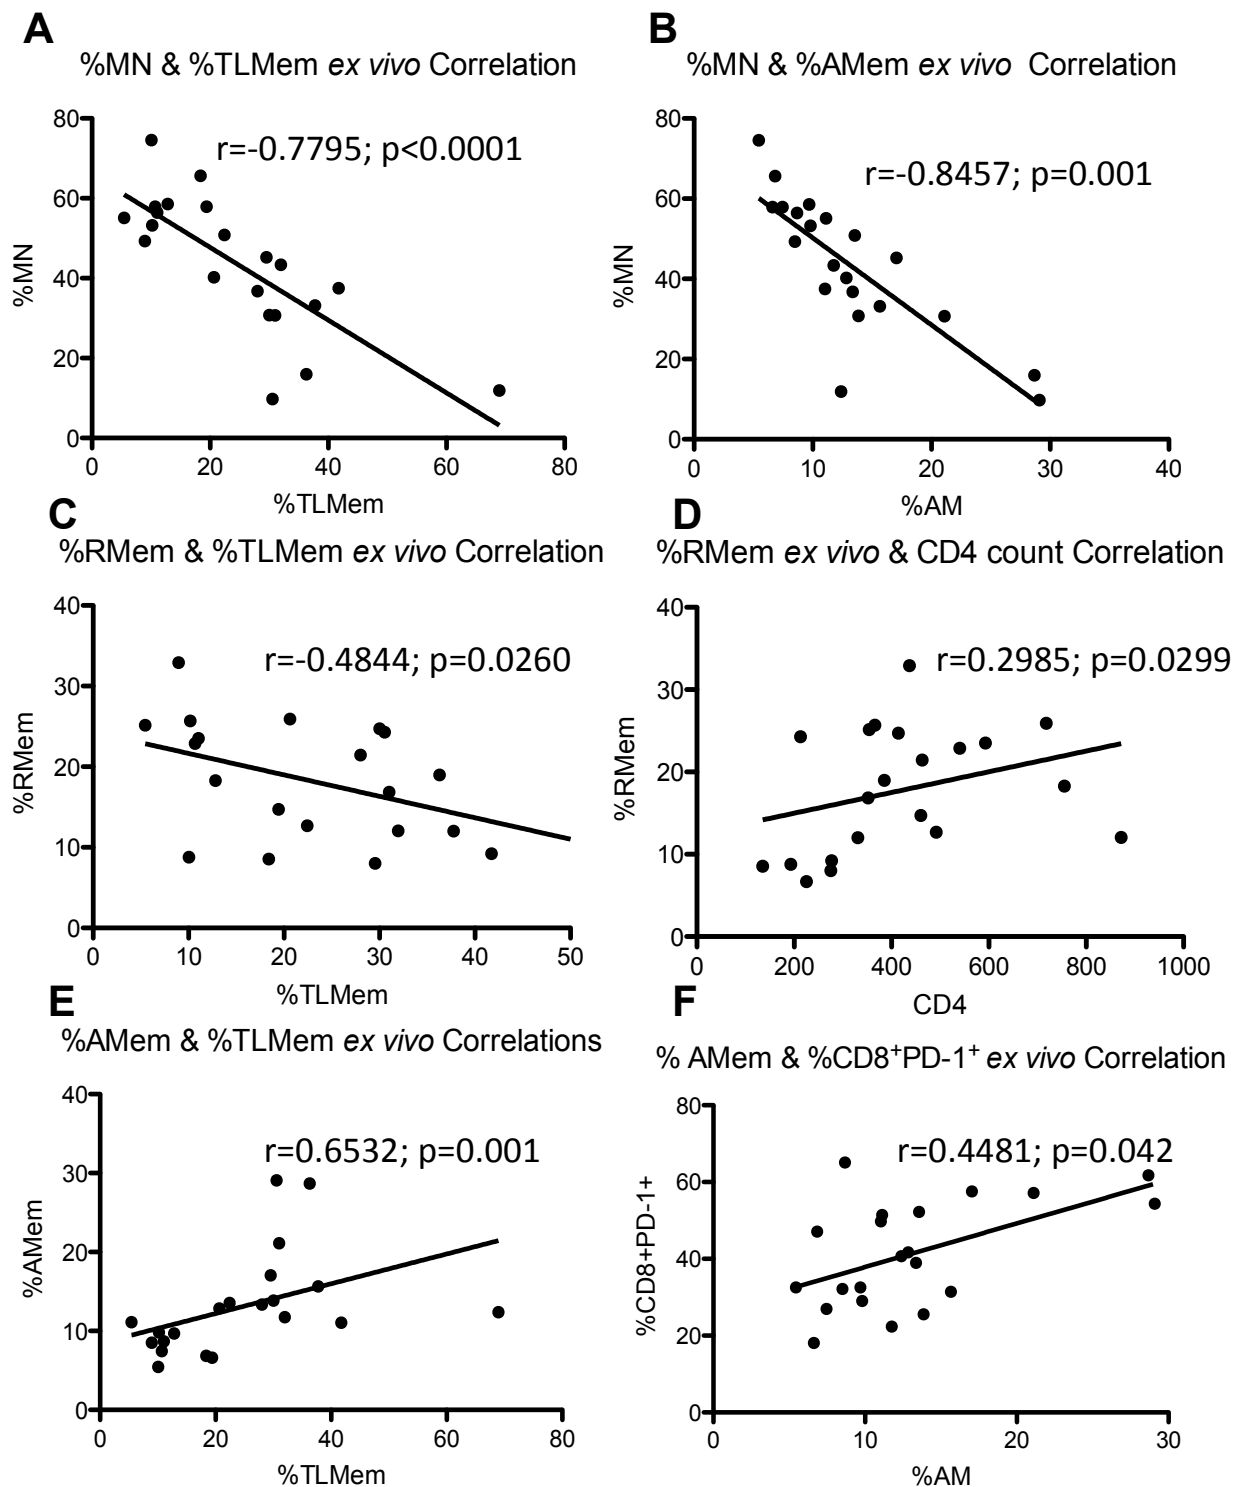 A
%MN & %TLMem ex vivo Correlation
r=-0.7795; p<0.0001
80
60
40
20
0
%MN
0 20 40 60 80
%TLMem
B
%MN & %AMem ex vivo Correlation
r=-0.8457; p=0.001
80
60
40
20
0
%MN
0 10 20 30 40
%AM
C
%RMem & %TLMem ex vivo Correlation
r=-0.4844; p=0.0260
40
30
20
10
0
%RMem
0 10 20 30 40 50
%TLMem
D
%RMem ex vivo & CD4 count Correlation
r=0.2985; p=0.0299
40
30
20
10
0
%RMem
0 200 400 600 800 1000
CD4
E
%AMem & %TLMem ex vivo Correlations
r=0.6532; p=0.001
40
30
20
10
0
%AMem
0 20 40 60 80
%TLMem
F
% AMem & %CD8⁺PD-1⁺ ex vivo Correlation
r=0.4481; p=0.042
80
60
40
20
0
%CD8+PD-1+
0 10 20 30
%AM